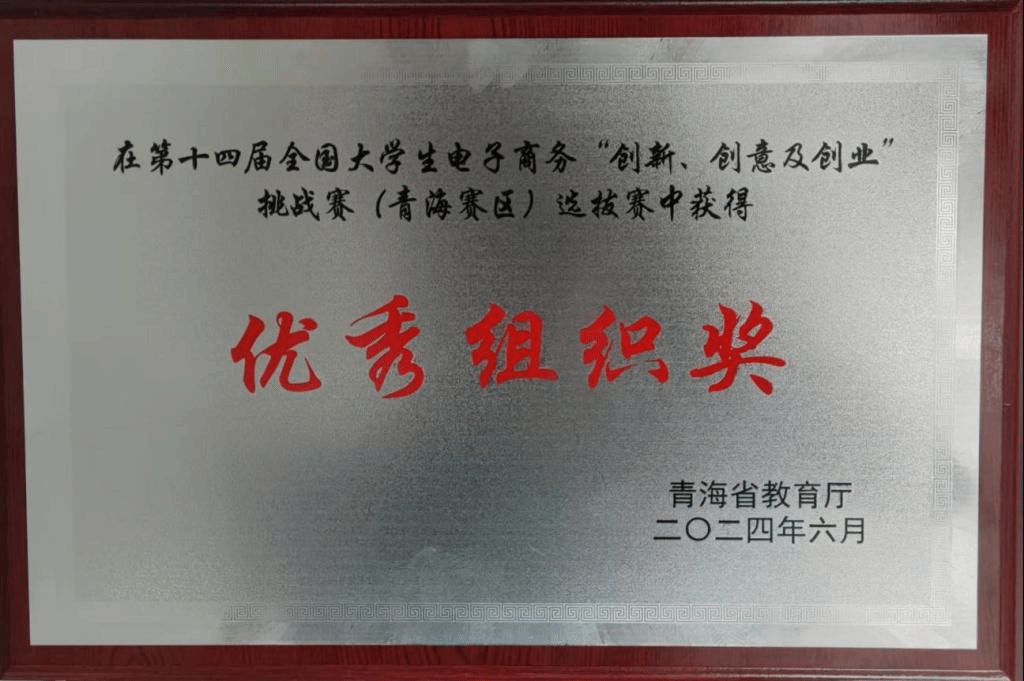 在第十四届全国大学生电子商务“创新、创意及创业”
挑战赛（青海赛区）选拔赛中获得
优秀组织奖
青海省教育厅
二〇二四年六月